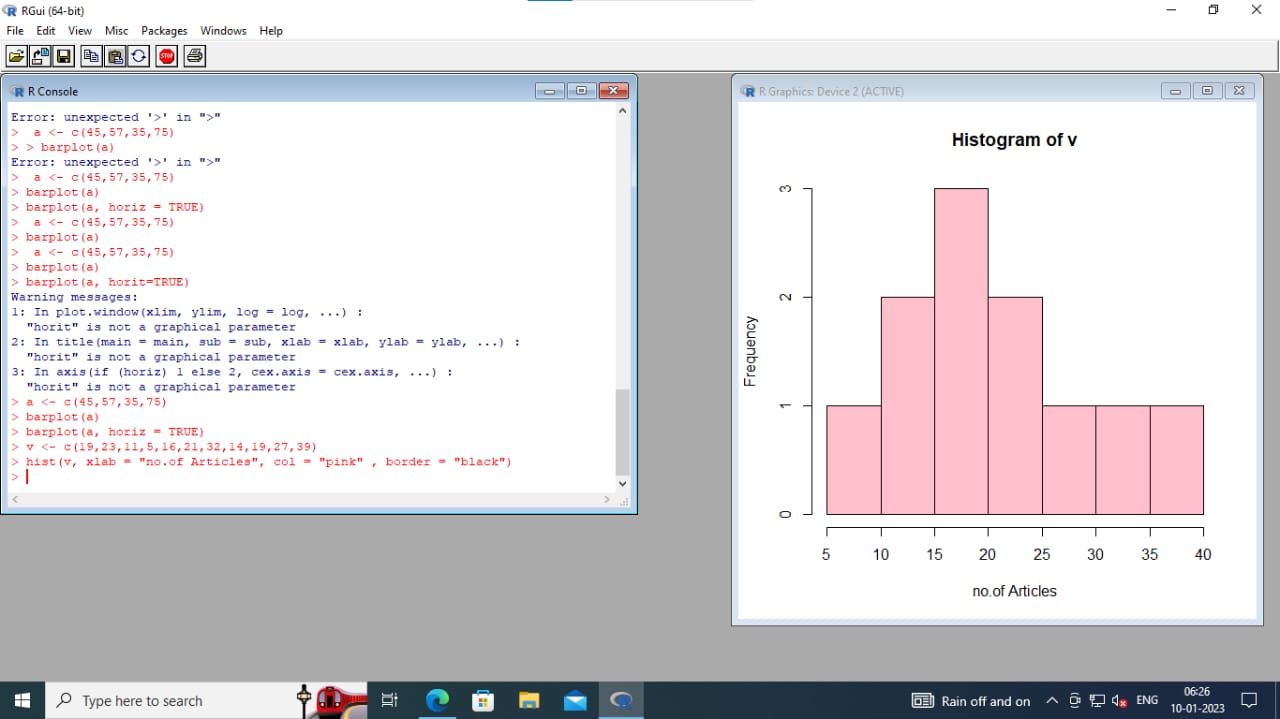 RGui (64-bit)
File Edit View Misc Packages Windows Help
STOP
R Console
Error: unexpected '>' in ">"
>  a <- c(45,57,35,75)
> > barplot(a)
Error: unexpected '>' in ">"
>  a <- c(45,57,35,75)
> barplot(a)
> barplot(a, horiz = TRUE)
>  a <- c(45,57,35,75)
> barplot(a)
>  a <- c(45,57,35,75)
> barplot(a)
> barplot(a, horit=TRUE)
Warning messages:
1: In plot.window(xlim, ylim, log = log, ...) :
  "horit" is not a graphical parameter
2: In title(main = main, sub = sub, xlab = xlab, ylab = ylab, ...) :
  "horit" is not a graphical parameter
3: In axis(if (horiz) 1 else 2, cex.axis = cex.axis, ...) :
  "horit" is not a graphical parameter
> a <- c(45,57,35,75)
> barplot(a)
> barplot(a, horiz = TRUE)
> v <- c(19,23,11,5,16,21,32,14,19,27,39)
> hist(v, xlab = "no.of Articles", col = "pink" , border = "black")
>
R Graphics: Device 2 (ACTIVE)
Histogram of v
Frequency
3
2
1
0
5 10 15 20 25 30 35 40
no.of Articles
Type here to search
Rain off and on
ENG
06:26
10-01-2023